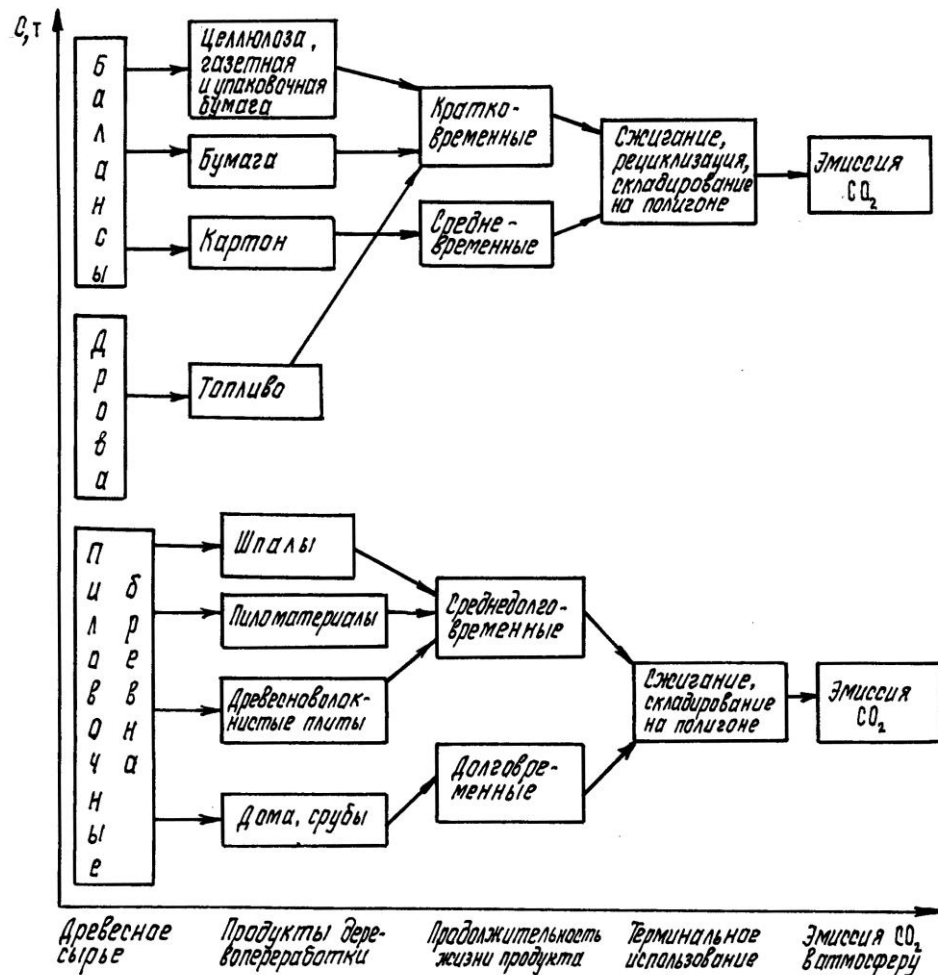 С,т
Балансы
Целлюлоза,
газетная
и упаковочная
бумага
Бумага
Картон
Кратко-
временные
Средне-
временные
Сжигание,
рециклизация,
складирование
на полигоне
Эмиссия
CO₂
Дрова
Топливо
Пиловочные
бревна
Шпалы
Пиломатериалы
Древесноволок-
нистые плиты
Дома, срубы
Среднедолго-
временные
Долговре-
менные
Сжигание,
складирование
на полигоне
Эмиссия
CO₂
Древесное
сырье
Продукты дере-
вопереработки
Продолжительность
жизни продукта
Терминальное
использование
Эмиссия CO₂
в атмосферу